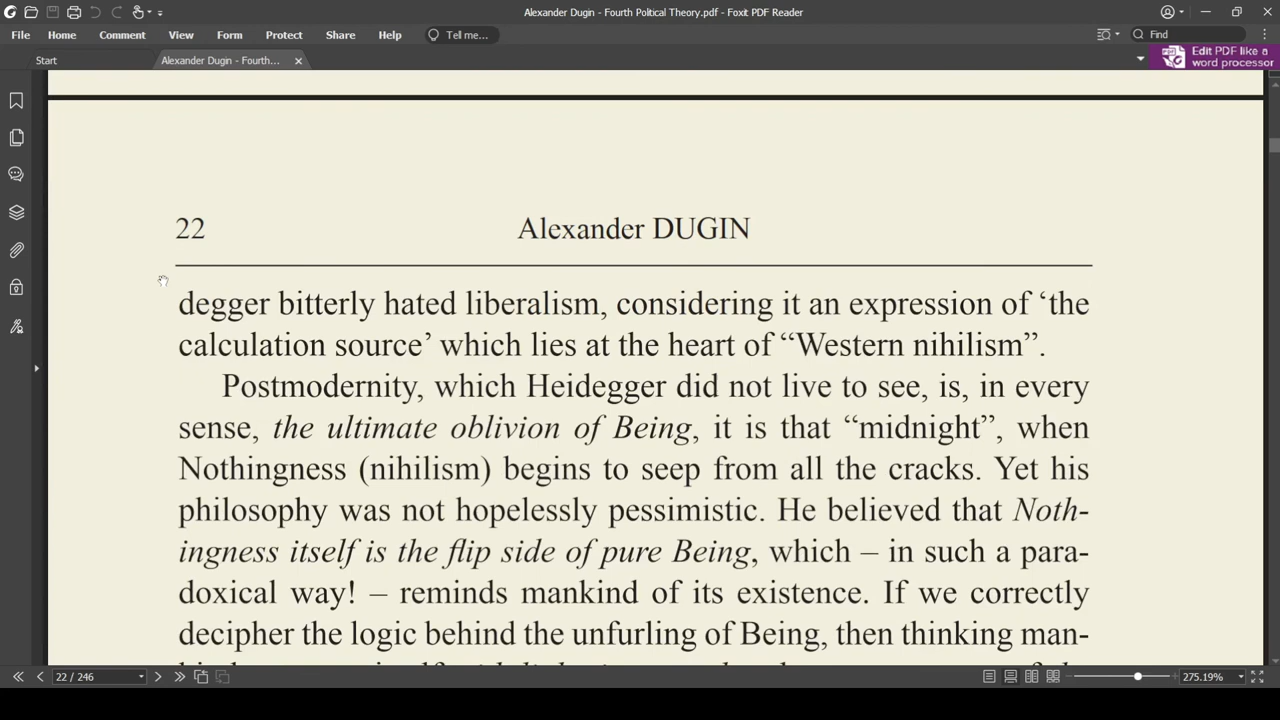 Alexander Dugin - Fourth Political Theory.pdf - Foxit PDF Reader
File Home Comment View Form Protect Share Help Tell me... Find
Start Alexander Dugin - Fourth... Edit PDF like a
word processor
22 Alexander DUGIN
degger bitterly hated liberalism, considering it an expression of ‘the
calculation source’ which lies at the heart of “Western nihilism”.
Postmodernity, which Heidegger did not live to see, is, in every
sense, the ultimate oblivion of Being, it is that “midnight”, when
Nothingness (nihilism) begins to seep from all the cracks. Yet his
philosophy was not hopelessly pessimistic. He believed that Noth-
ingness itself is the flip side of pure Being, which – in such a para-
doxical way! – reminds mankind of its existence. If we correctly
decipher the logic behind the unfurling of Being, then thinking man-
22 / 246 275.19%